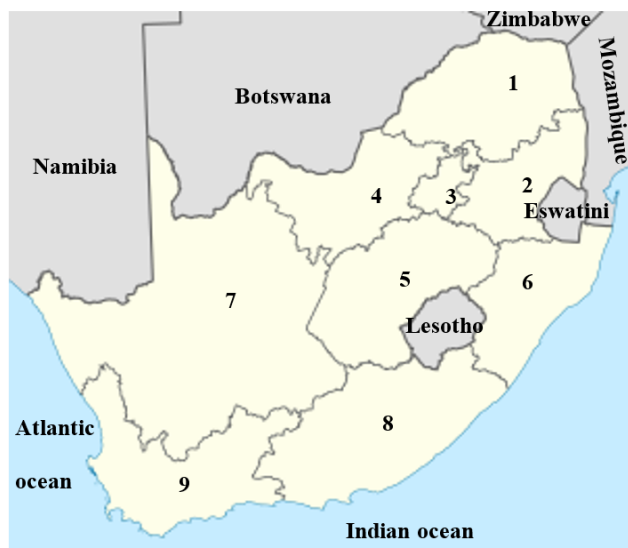 Zimbabwe
Mozambique
1
Botswana
Namibia
2
3
4
Eswatini
5
6
7
Lesotho
8
Atlantic
ocean
9
Indian ocean